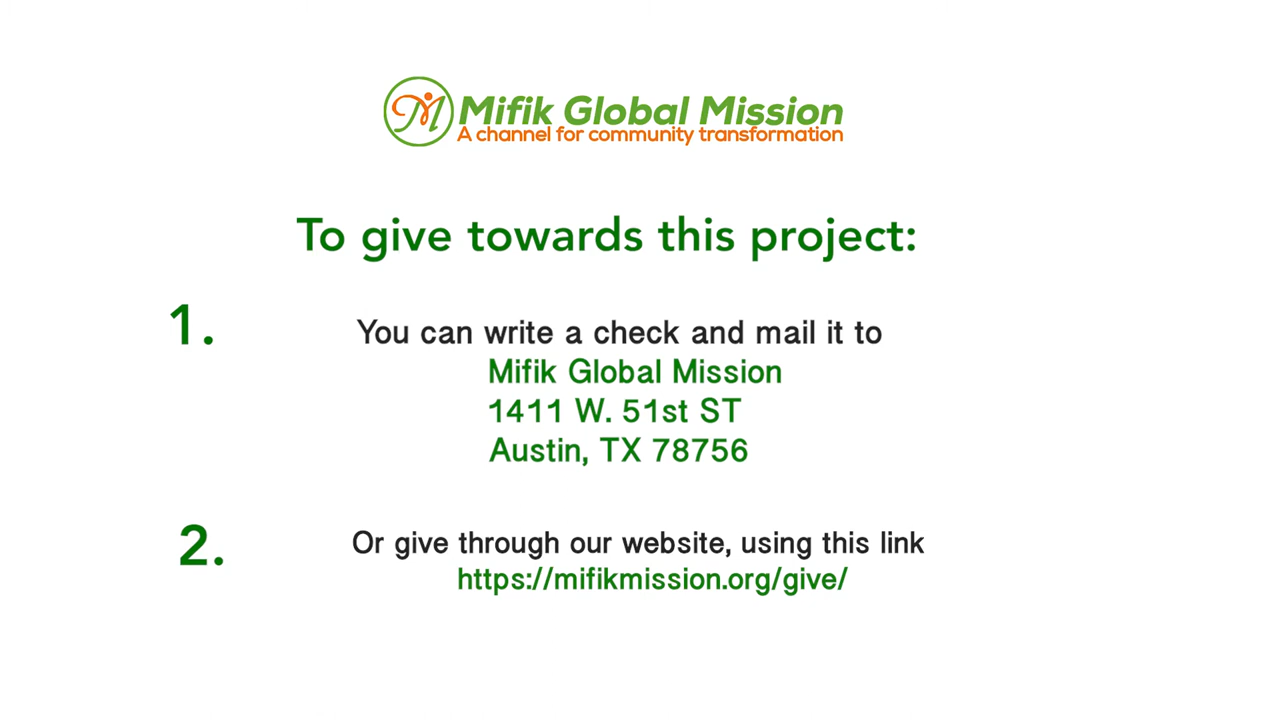 Mifik Global Mission
A channel for community transformation
To give towards this project:
1.
You can write a check and mail it to
Mifik Global Mission
1411 W. 51st ST
Austin, TX 78756
2.
Or give through our website, using this link
https://mifikmission.org/give/